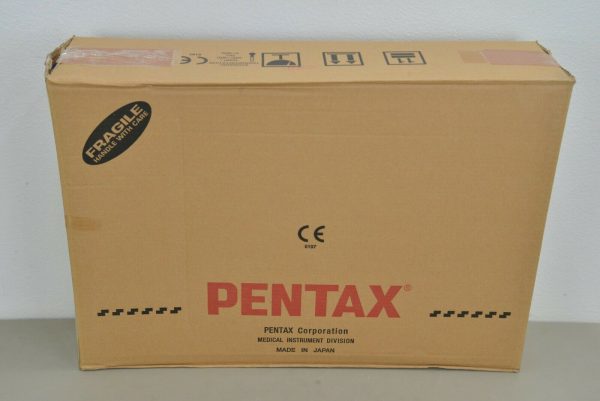 FRAGILE
HANDLE WITH CARE
CE
0197
PENTAX®
PENTAX Corporation
MEDICAL INSTRUMENT DIVISION
MADE IN JAPAN